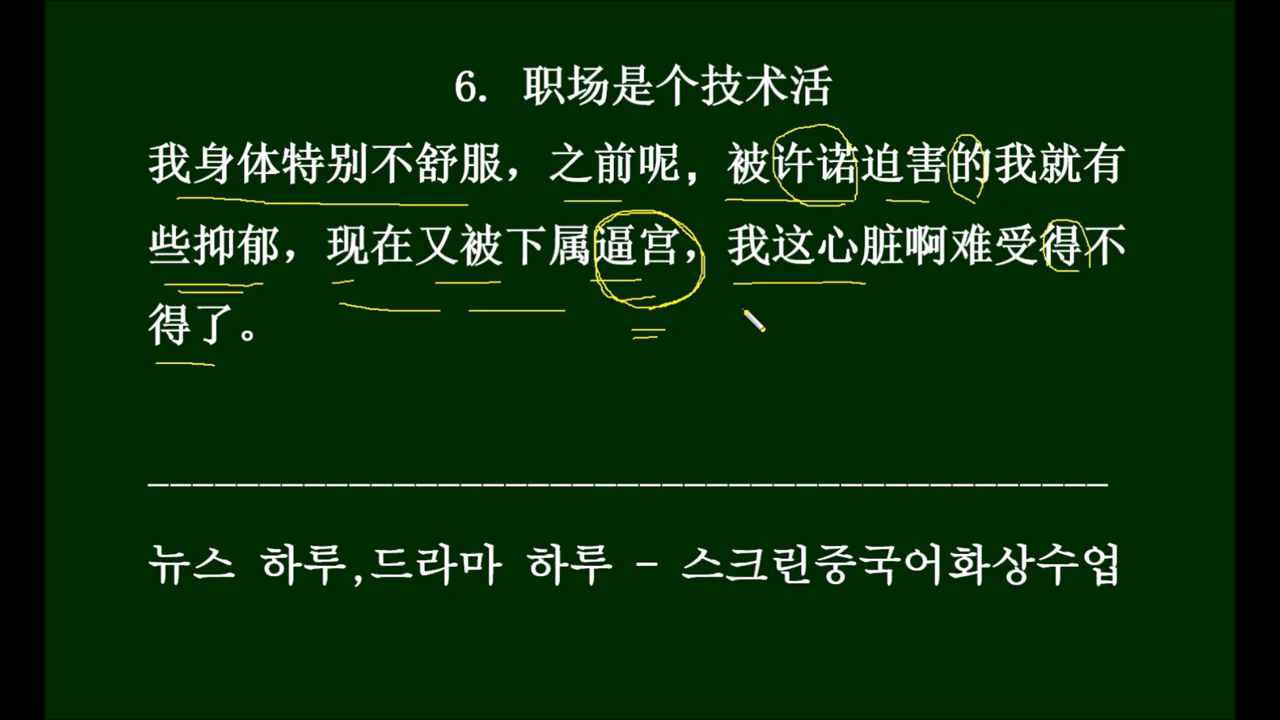 6. 职场是个技术活
我身体特别不舒服，之前呢，被许诺迫害的我就有
些抑郁，现在又被下属逼宫，我这心脏啊难受得不
得了。
뉴스 하루,드라마 하루 - 스크린중국어화상수업